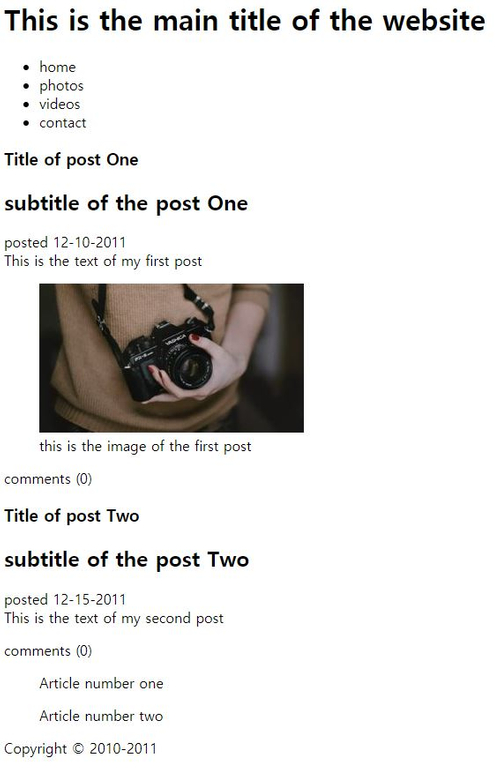 This is the main title of the website
home
photos
videos
contact
Title of post One
subtitle of the post One
posted 12-10-2011
This is the text of my first post
YASHICA
this is the image of the first post
comments (0)
Title of post Two
subtitle of the post Two
posted 12-15-2011
This is the text of my second post
comments (0)
Article number one
Article number two
Copyright © 2010-2011